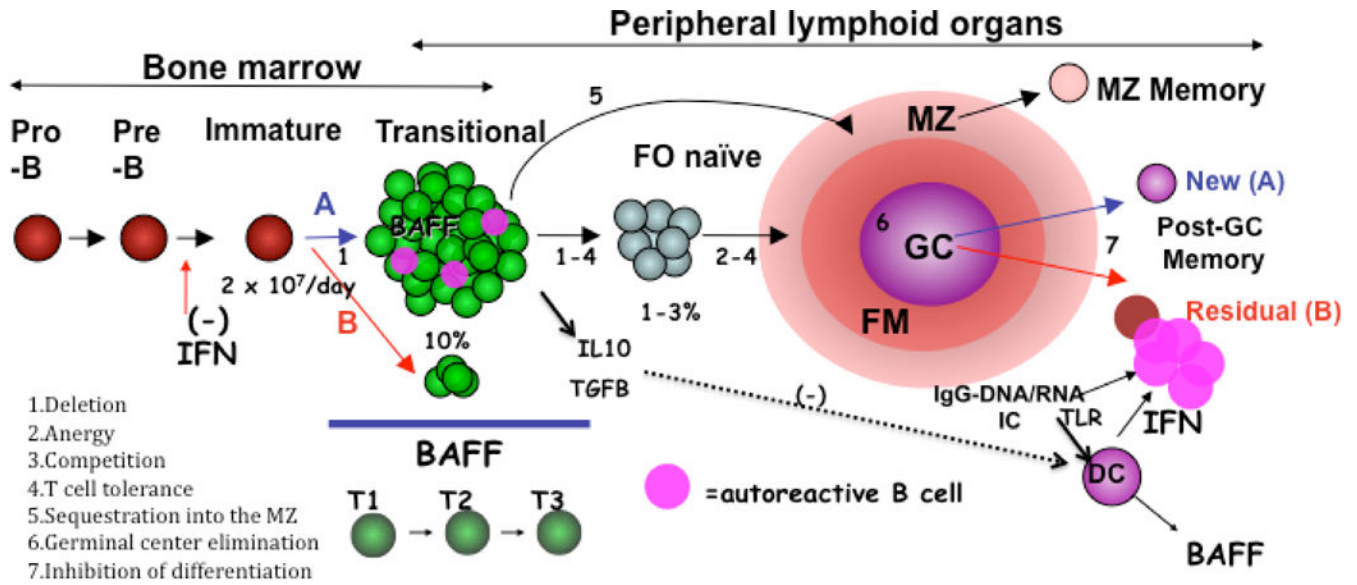 Peripheral lymphoid organs
Bone marrow
Pro
-B
Pre
-B
Immature
Transitional
5
FO naïve
MZ
MZ Memory
A
BAFF
1
2 x 10⁷/day
(-)
IFN
B
10%
1-4
1-3%
2-4
6
GC
FM
7
New (A)
Post-GC
Memory
Residual (B)
IL10
TGFB
(-)
IgG-DNA/RNA
IC
TLR
IFN
DC
BAFF
1.Deletion
2.Anergy
3.Competition
4.T cell tolerance
5.Sequestration into the MZ
6.Germinal center elimination
7.Inhibition of differentiation
BAFF
T1
T2
T3
=autoreactive B cell